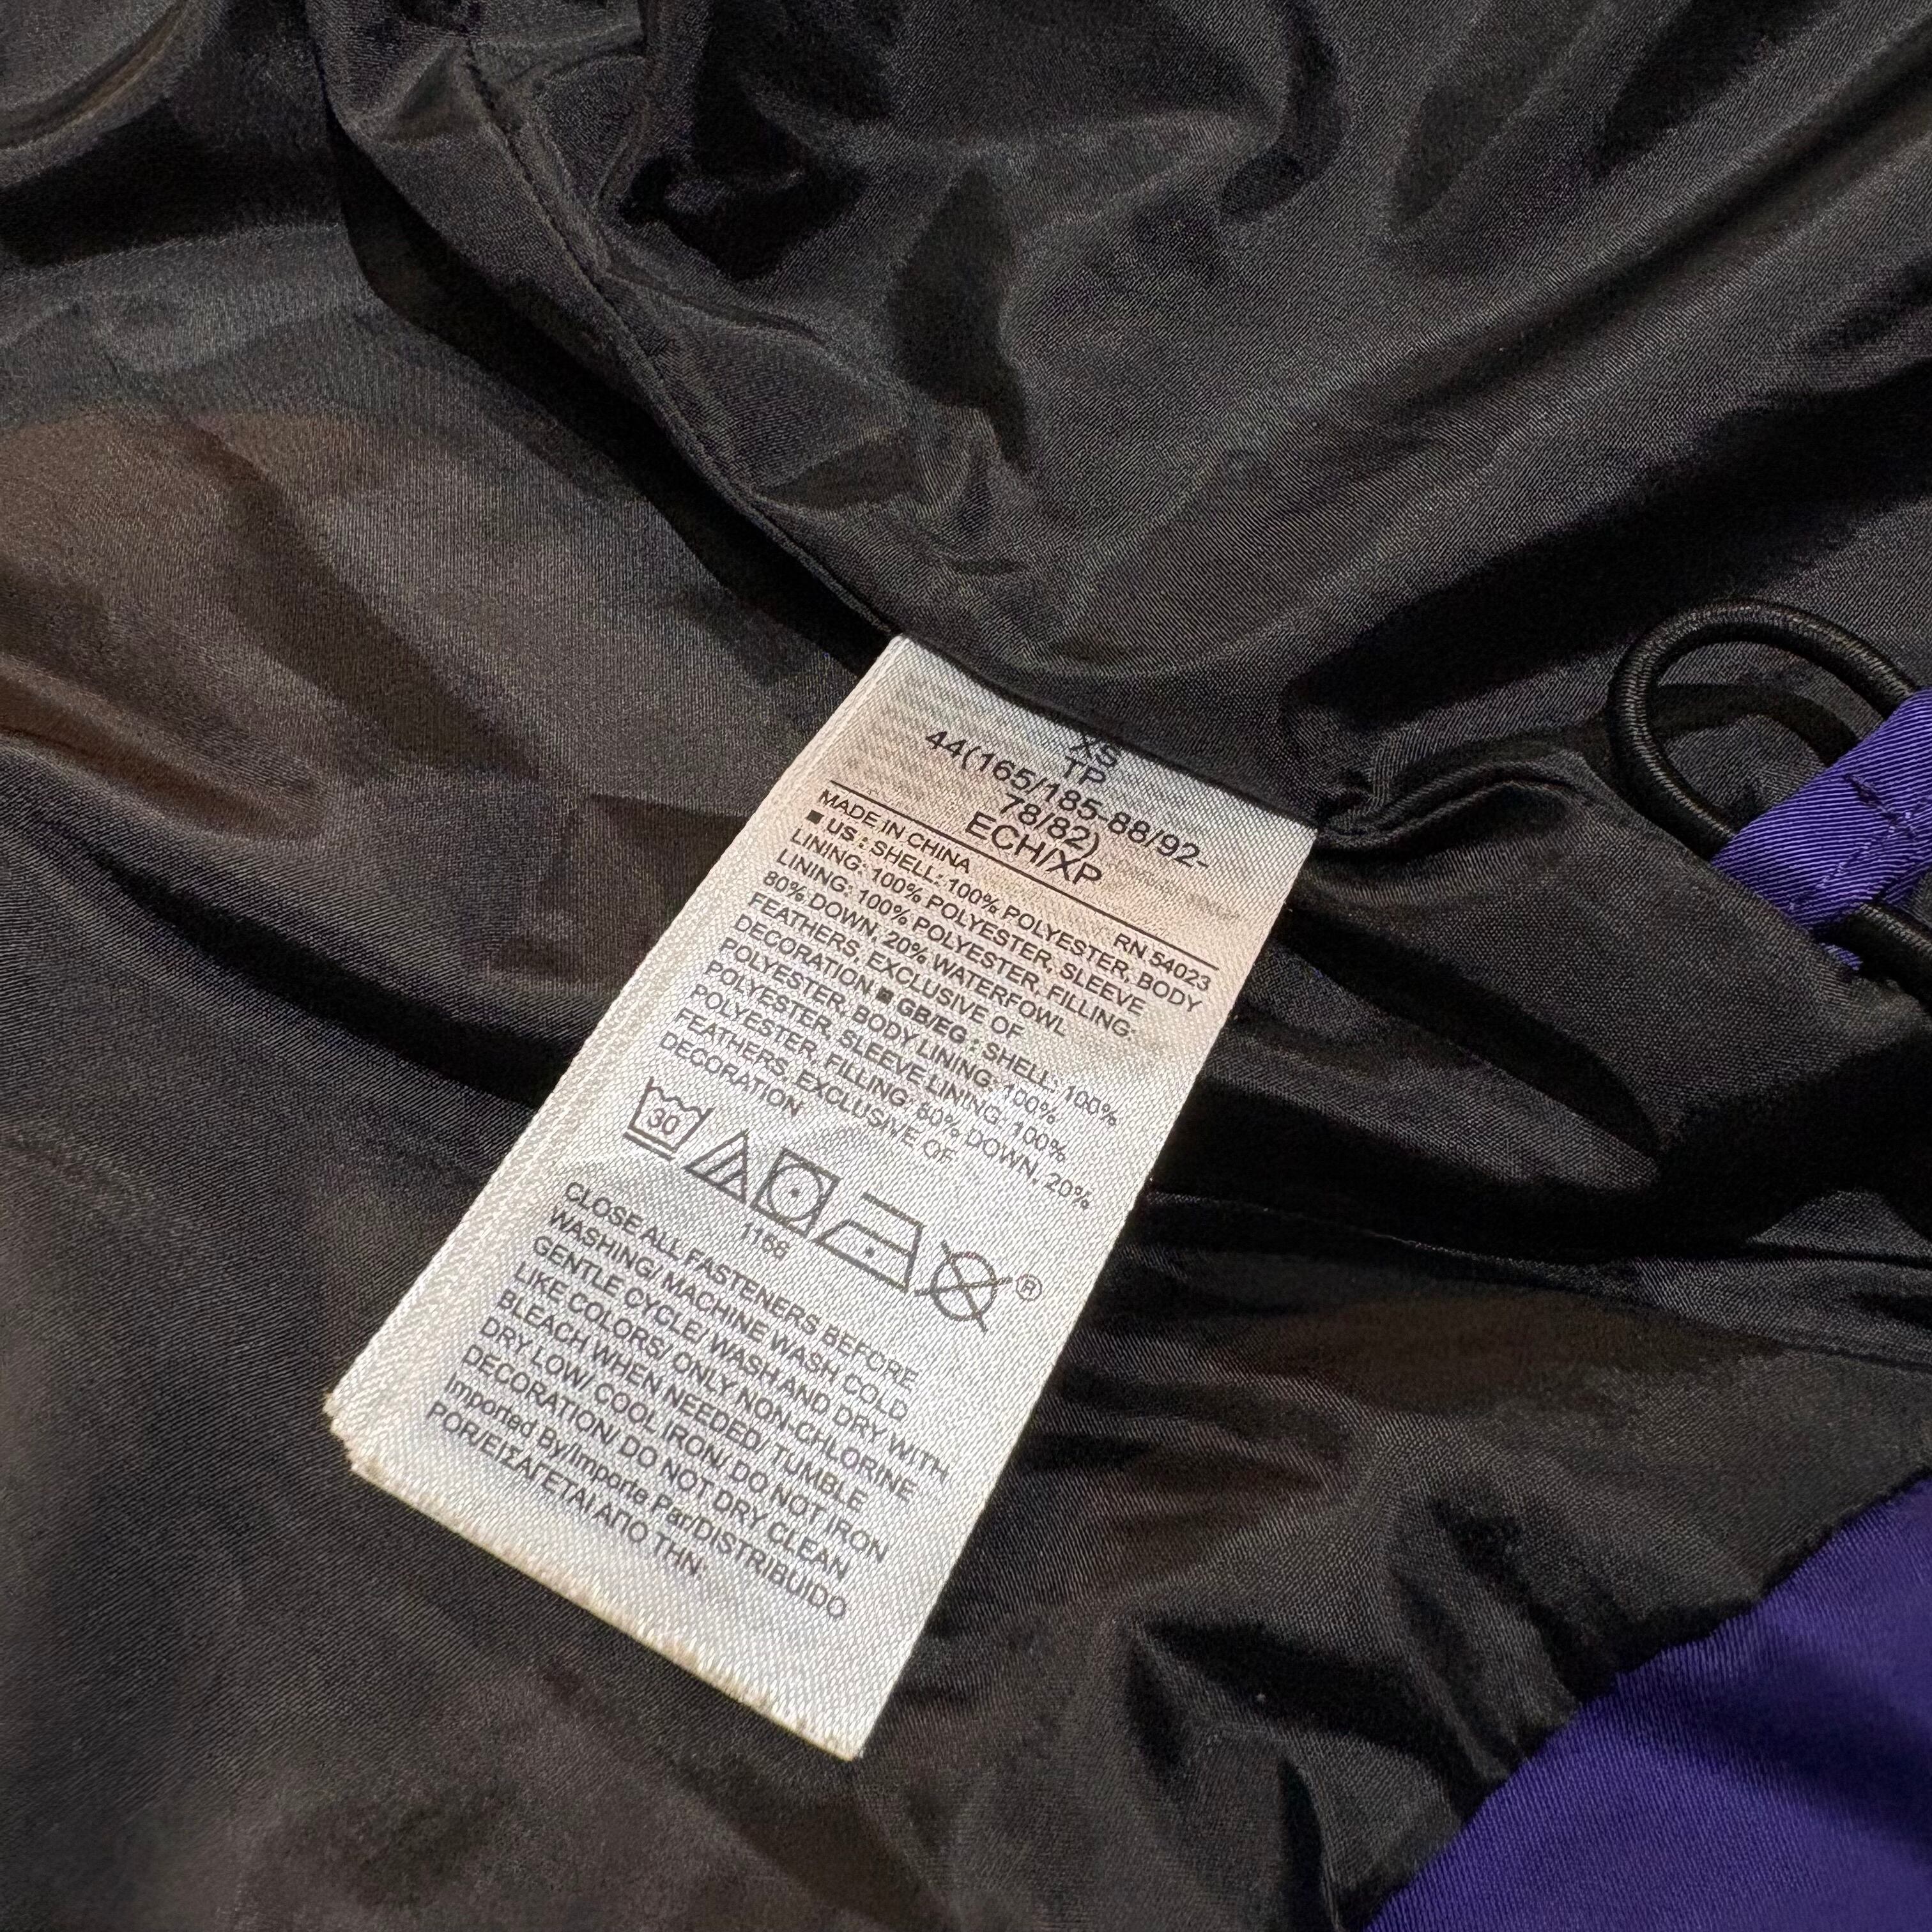 XS
TP
44(165/185-88/92-
78/82)
ECH/XP
MADE IN CHINA RN 54023
■ US : SHELL: 100% POLYESTER, BODY
LINING: 100% POLYESTER, SLEEVE
LINING: 100% POLYESTER, FILLING:
80% DOWN, 20% WATERFOWL
FEATHERS, EXCLUSIVE OF
DECORATION ■ GB/EG : SHELL: 100%
POLYESTER, BODY LINING: 100%
POLYESTER, SLEEVE LINING: 100%
POLYESTER, FILLING: 80% DOWN, 20%
FEATHERS, EXCLUSIVE OF
DECORATION
30
1166
®
CLOSE ALL FASTENERS BEFORE
WASHING/ MACHINE WASH COLD
GENTLE CYCLE/ WASH AND DRY WITH
LIKE COLORS/ ONLY NON-CHLORINE
BLEACH WHEN NEEDED/ TUMBLE
DRY LOW/ COOL IRON/ DO NOT IRON
DECORATION/ DO NOT DRY CLEAN
Imported By/Importé Par/DISTRIBUIDO
POR/ΕΙΣΑΓΕΤΑΙ ΑΠΟ ΤΗΝ: